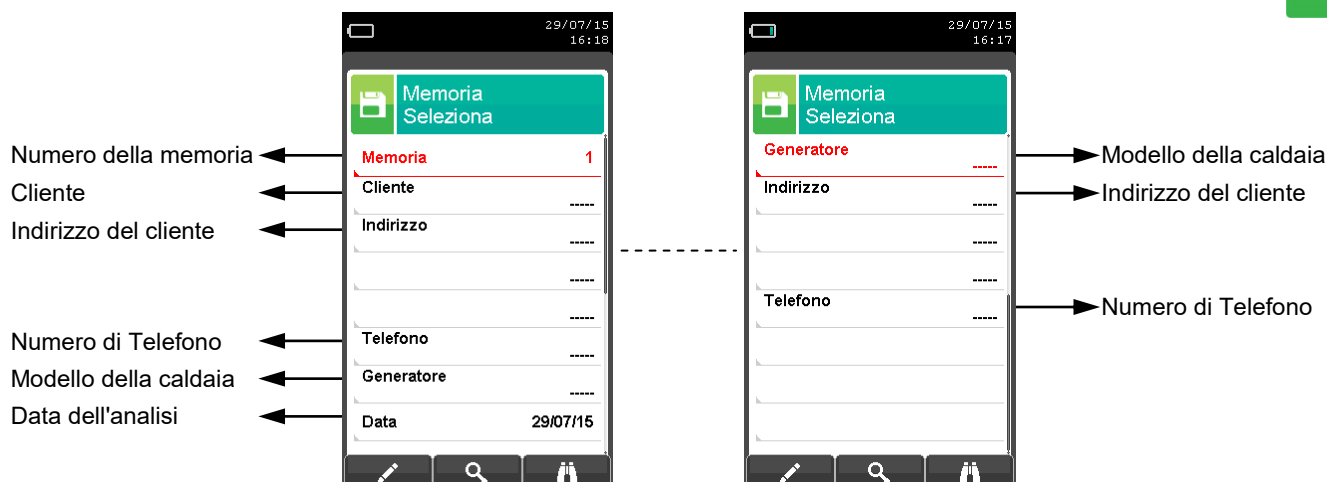 29/07/15
16:18
Memoria
Seleziona
Numero della memoria
Memoria 1
Cliente
Cliente
-----
Indirizzo del cliente
Indirizzo
-----
-----
-----
Numero di Telefono
Telefono
-----
Modello della caldaia
Generatore
-----
Data dell'analisi
Data 29/07/15
29/07/15
16:17
Memoria
Seleziona
Generatore
-----
Modello della caldaia
Indirizzo
-----
Indirizzo del cliente
-----
-----
Telefono
-----
Numero di Telefono